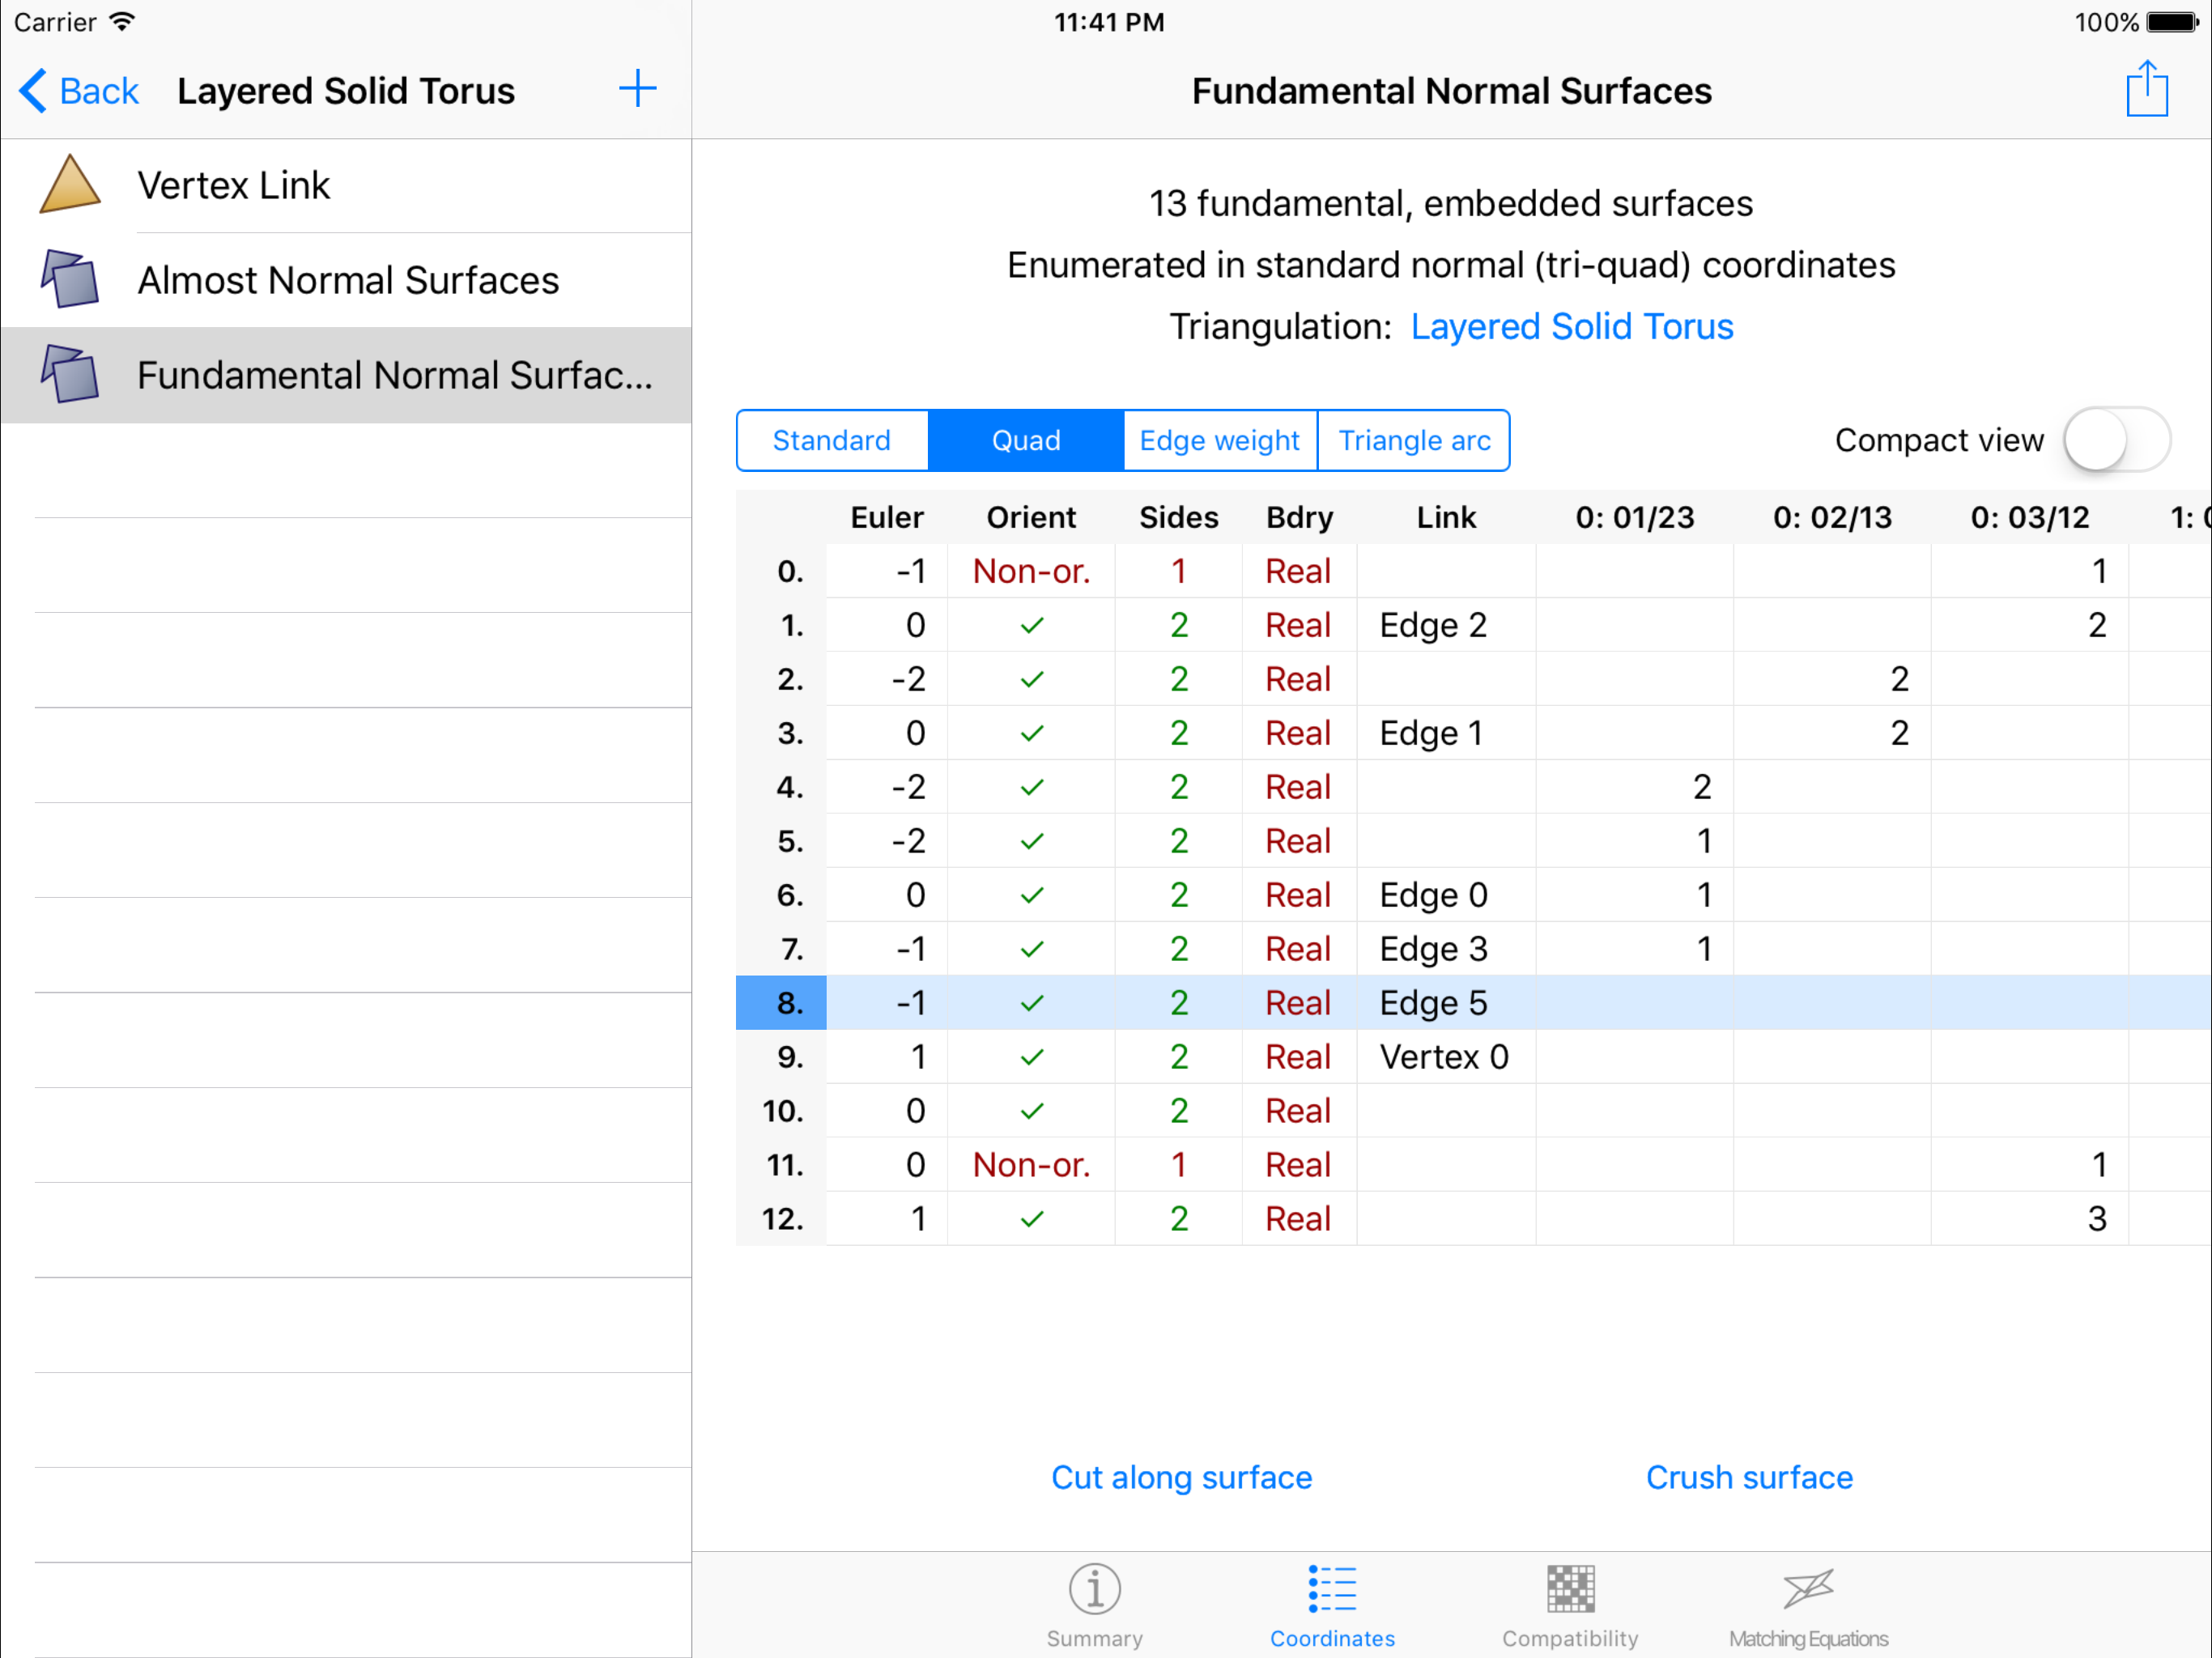 Carrier
11:41 PM
100%
Back
Layered Solid Torus
Fundamental Normal Surfaces
Vertex Link
Almost Normal Surfaces
Fundamental Normal Surfac...
13 fundamental, embedded surfaces
Enumerated in standard normal (tri-quad) coordinates
Triangulation: Layered Solid Torus
Standard Quad Edge weight Triangle arc Compact view
Euler Orient Sides Bdry Link 0: 01/23 0: 02/13 0: 03/12 1:
0. -1 Non-or. 1 Real 1
1. 0 ✓ 2 Real Edge 2 2
2. -2 ✓ 2 Real 2
3. 0 ✓ 2 Real Edge 1 2
4. -2 ✓ 2 Real 2
5. -2 ✓ 2 Real 1
6. 0 ✓ 2 Real Edge 0 1
7. -1 ✓ 2 Real Edge 3 1
8. -1 ✓ 2 Real Edge 5
9. 1 ✓ 2 Real Vertex 0
10. 0 ✓ 2 Real
11. 0 Non-or. 1 Real 1
12. 1 ✓ 2 Real 3
Cut along surface Crush surface
Summary Coordinates Compatibility Matching Equations